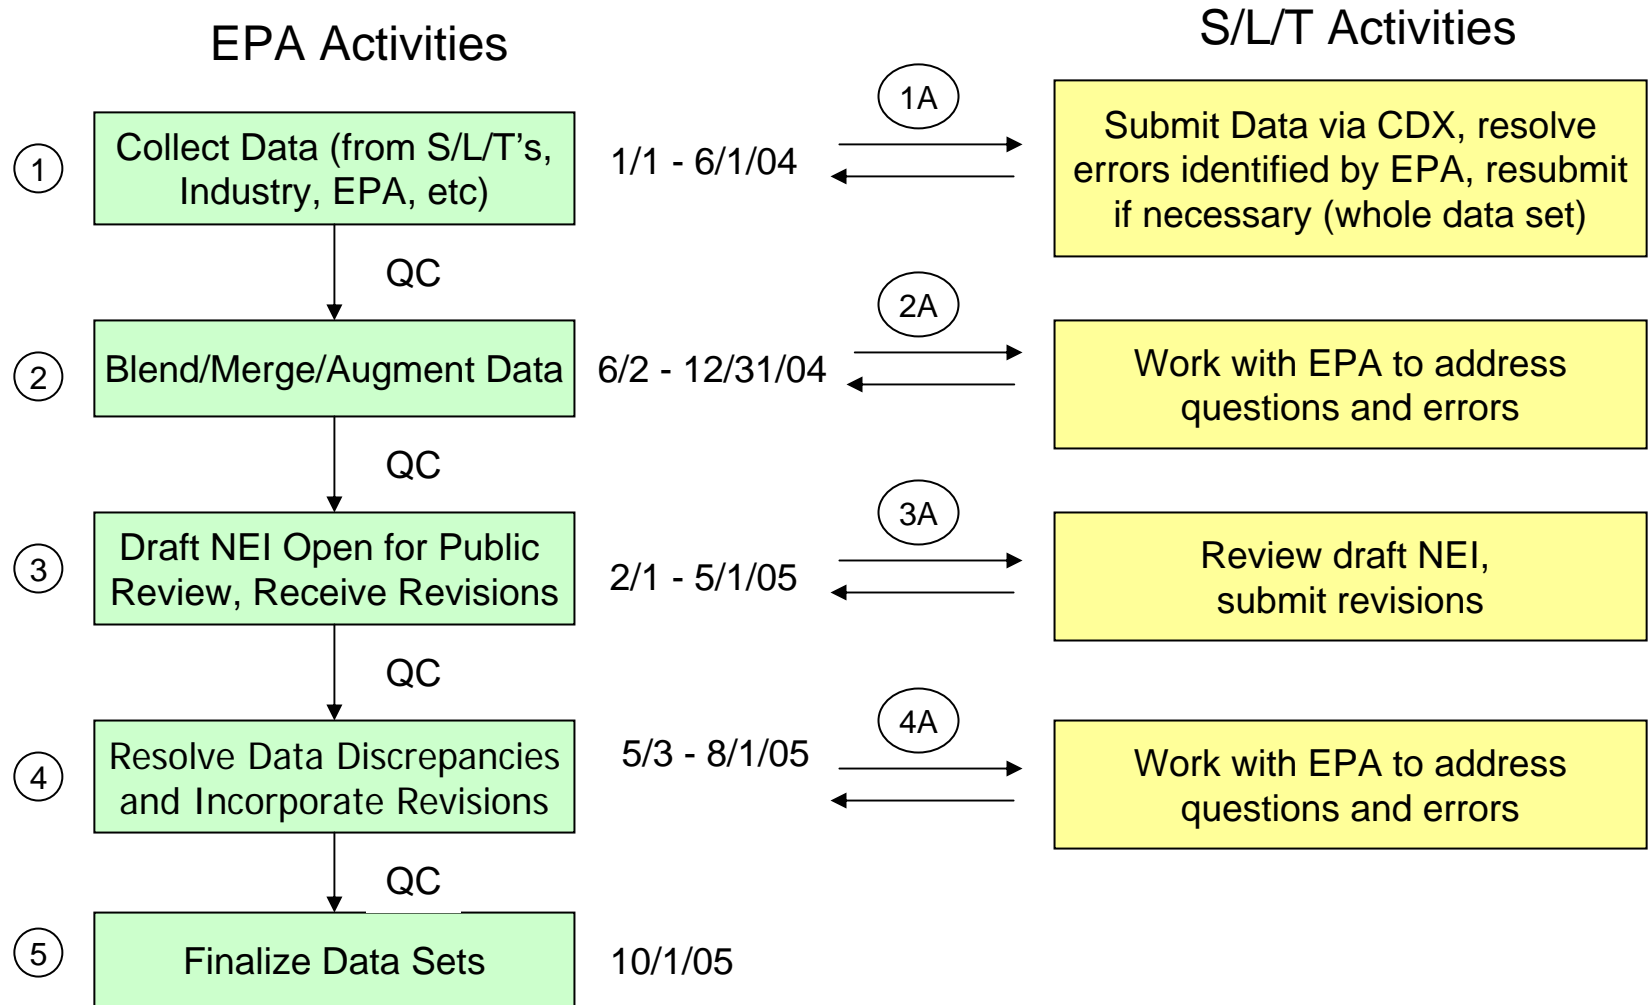 EPA Activities
S/L/T Activities
1
Collect Data (from S/L/T's,
Industry, EPA, etc)
1/1 - 6/1/04
1A
Submit Data via CDX, resolve
errors identified by EPA, resubmit
if necessary (whole data set)
QC
2
Blend/Merge/Augment Data
6/2 - 12/31/04
2A
Work with EPA to address
questions and errors
QC
3
Draft NEI Open for Public
Review, Receive Revisions
2/1 - 5/1/05
3A
Review draft NEI,
submit revisions
QC
4
Resolve Data Discrepancies
and Incorporate Revisions
5/3 - 8/1/05
4A
Work with EPA to address
questions and errors
QC
5
Finalize Data Sets
10/1/05